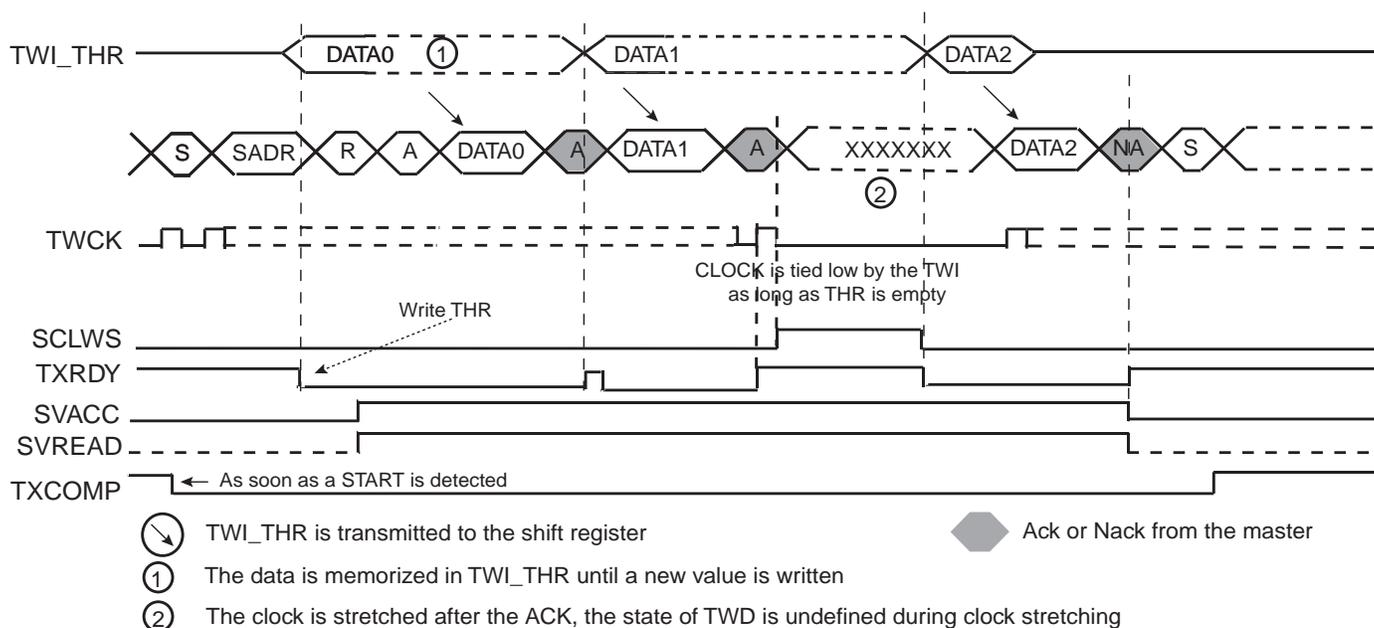 TWI_THR DATA0 1 DATA1 DATA2
S SADR R A DATA0 A DATA1 A XXXXXXX DATA2 NA S
2
TWCK
CLOCK is tied low by the TWI
as long as THR is empty
Write THR
SCLWS
TXRDY
SVACC
SVREAD
TXCOMP As soon as a START is detected
TWI_THR is transmitted to the shift register Ack or Nack from the master
1 The data is memorized in TWI_THR until a new value is written
2 The clock is stretched after the ACK, the state of TWD is undefined during clock stretching